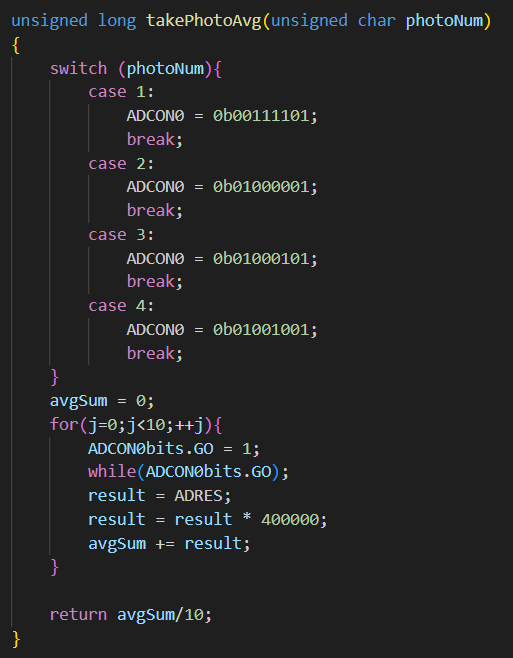 unsigned long takePhotoAvg(unsigned char photoNum)
{
    switch (photoNum){
        case 1:
            ADCON0 = 0b00111101;
            break;
        case 2:
            ADCON0 = 0b01000001;
            break;
        case 3:
            ADCON0 = 0b01000101;
            break;
        case 4:
            ADCON0 = 0b01001001;
            break;
    }
    avgSum = 0;
    for(j=0;j<10;++j){
        ADCON0bits.GO = 1;
        while(ADCON0bits.GO);
        result = ADRES;
        result = result * 400000;
        avgSum += result;
    }

    return avgSum/10;
}